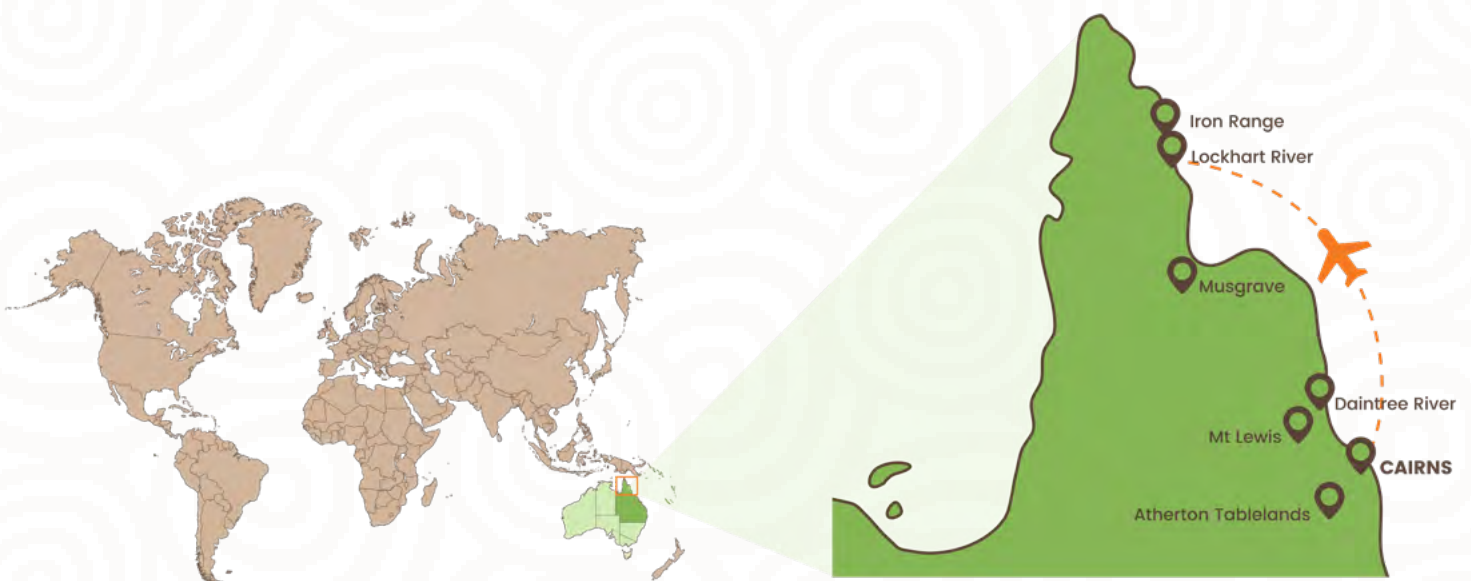 Iron Range
Lockhart River
Musgrave
Daintree River
Mt Lewis
CAIRNS
Atherton Tablelands